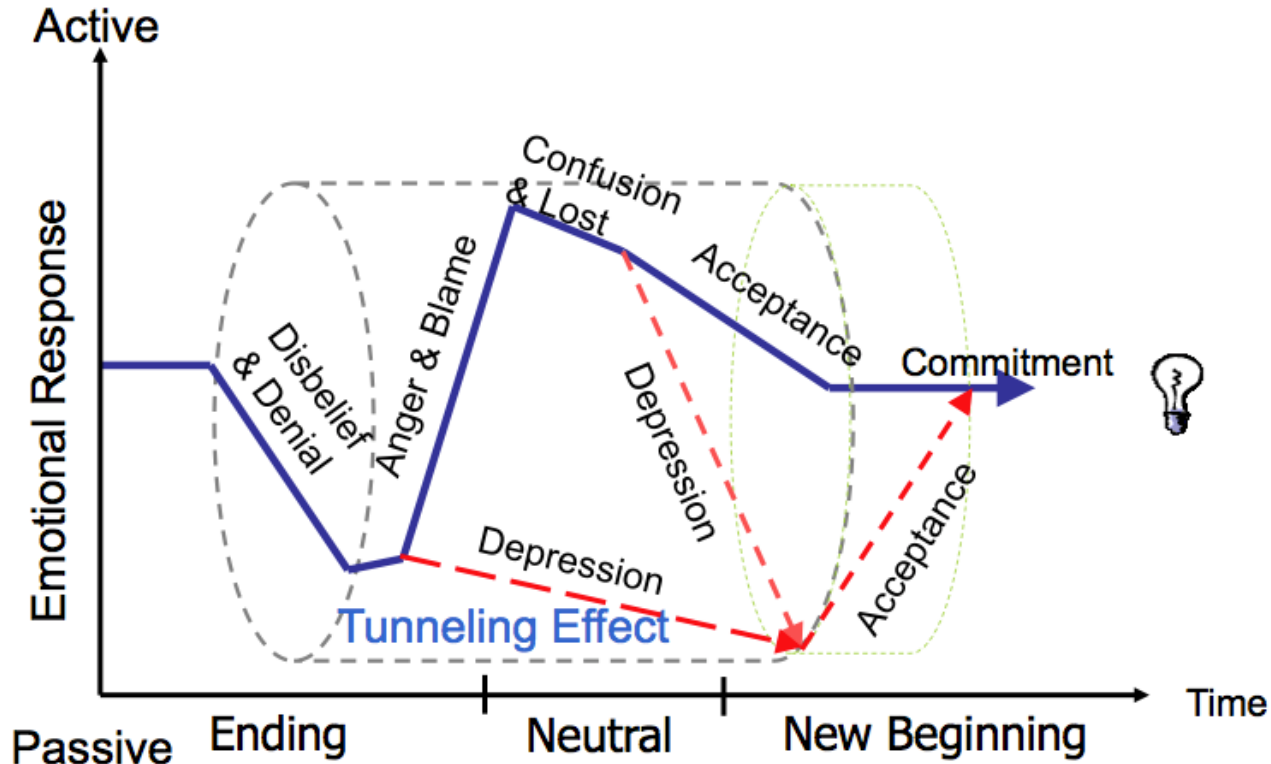 Active
Emotional Response
Confusion
& Lost
Disbelief
& Denial
Anger & Blame
Acceptance
Commitment
Depression
Depression
Acceptance
Tunneling Effect
Time
Passive
Ending
Neutral
New Beginning